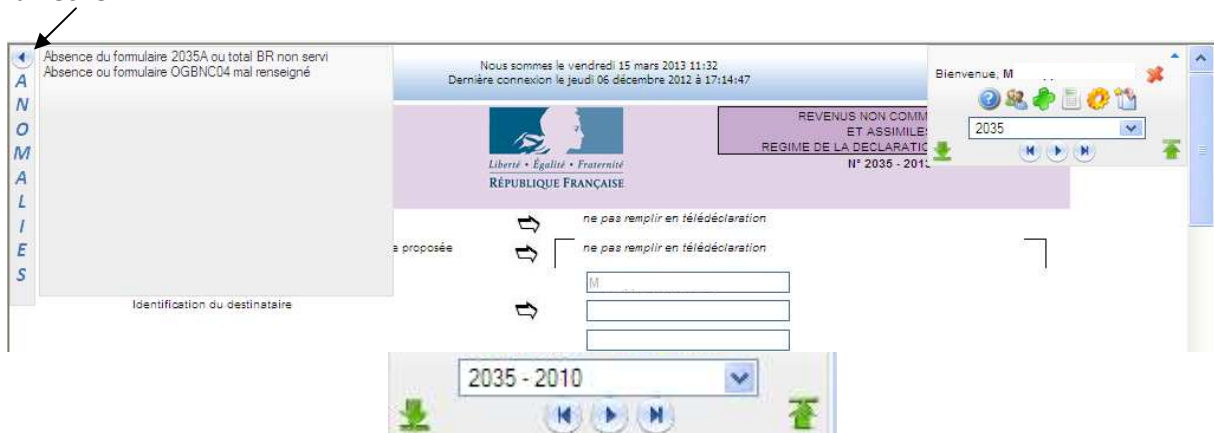 Absence du formulaire 2035A ou total BR non servi
Absence ou formulaire OGBNC04 mal renseigné
ANOMALIES
Nous sommes le vendredi 15 mars 2013 11:32
Dernière connexion le jeudi 06 décembre 2012 à 17:14:47
Bienvenue, M
2035
REVENUS NON COMM
ET ASSIMILES
REGIME DE LA DECLARATIO
N° 2035 - 2013
Liberté • Égalité • Fraternité
RÉPUBLIQUE FRANÇAISE
ne pas remplir en télédéclaration
e proposée
ne pas remplir en télédéclaration
M
Identification du destinataire
2035 - 2010